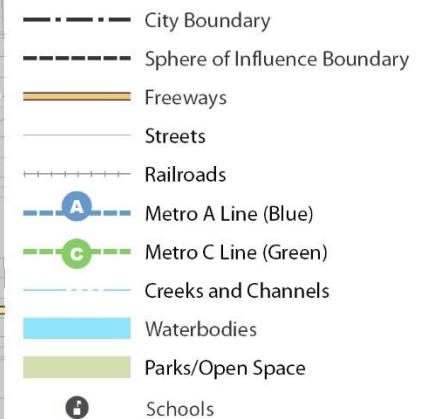 City Boundary
Sphere of Influence Boundary
Freeways
Streets
Railroads
A Metro A Line (Blue)
C Metro C Line (Green)
Creeks and Channels
Waterbodies
Parks/Open Space
Schools